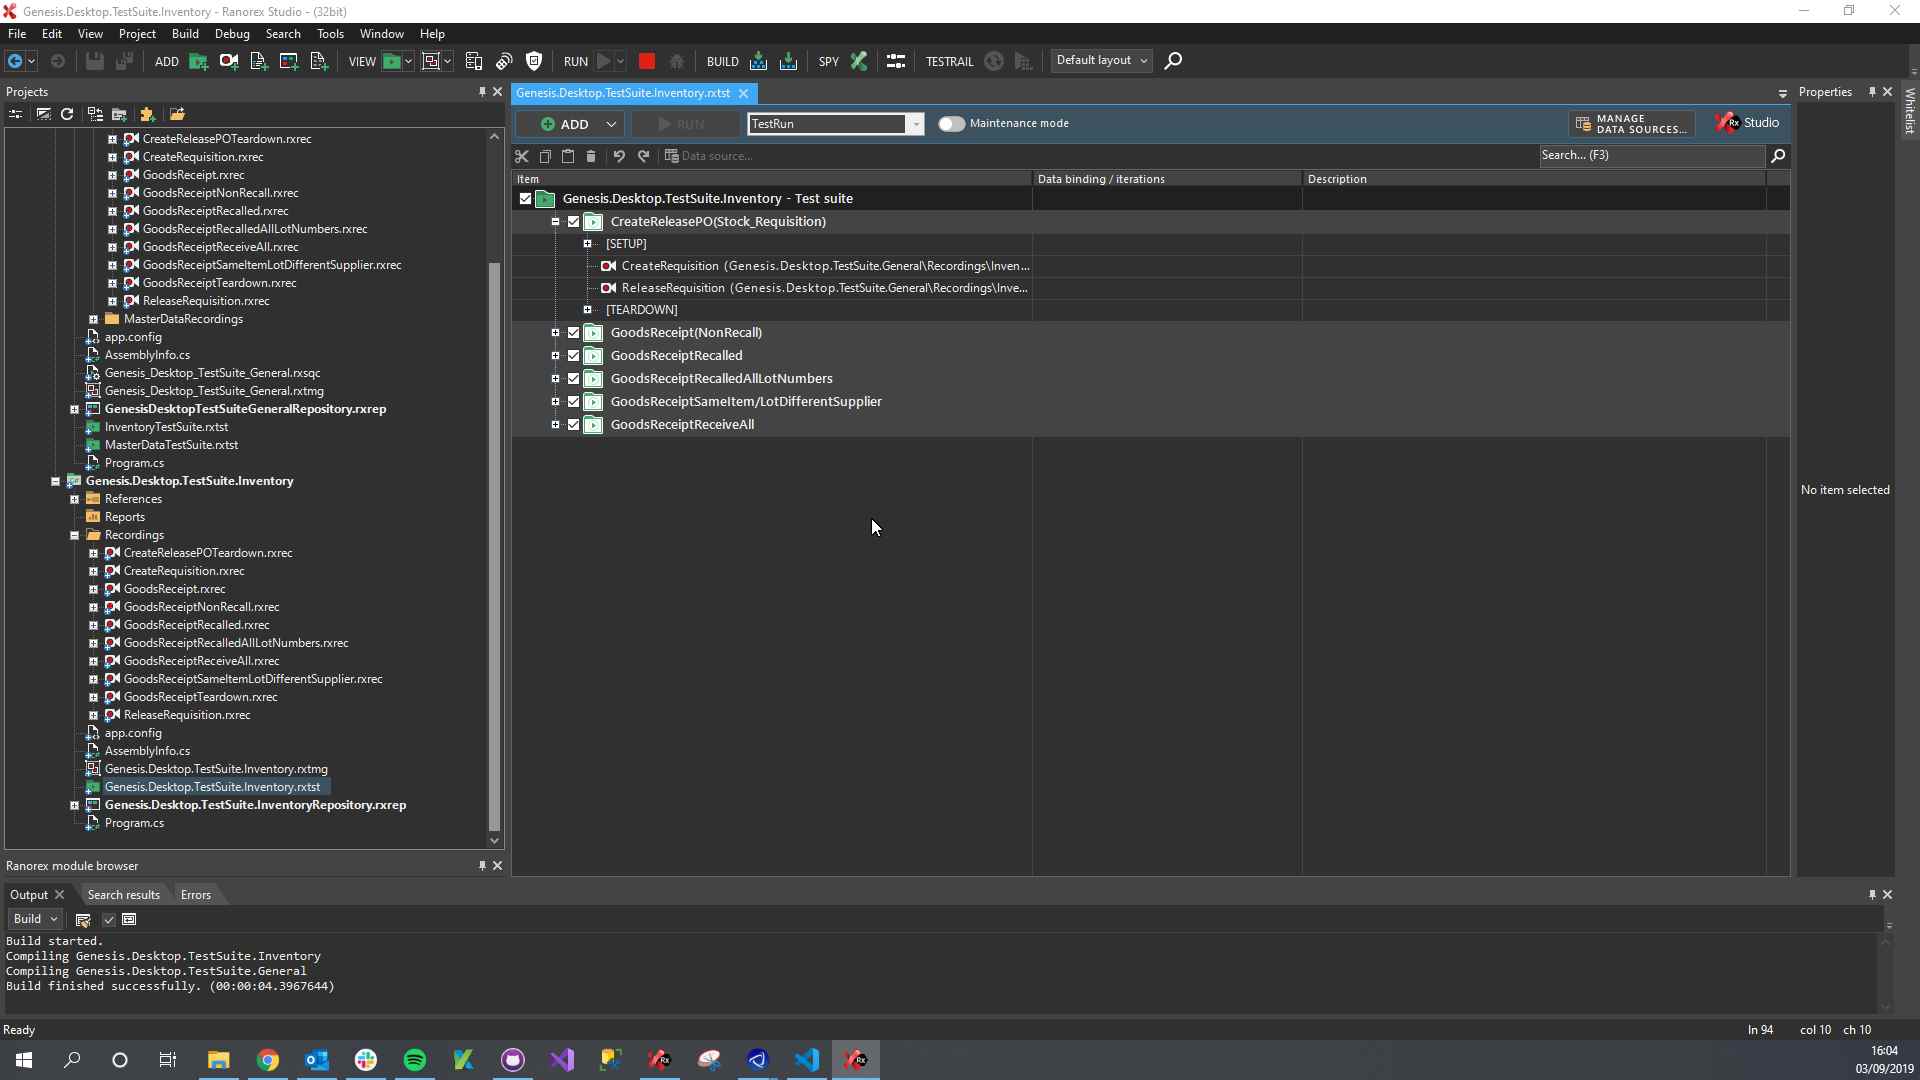 Genesis.Desktop.TestSuite.Inventory - Ranorex Studio - (32bit)
File Edit View Project Build Debug Search Tools Window Help
ADD VIEW RUN BUILD SPY TESTRAIL Default layout
Projects
CreateReleasePOTeardown.rxrec
CreateRequisition.rxrec
GoodsReceipt.rxrec
GoodsReceiptNonRecall.rxrec
GoodsReceiptRecalled.rxrec
GoodsReceiptRecalledAllLotNumbers.rxrec
GoodsReceiptReceiveAll.rxrec
GoodsReceiptSameItemLotDifferentSupplier.rxrec
GoodsReceiptTeardown.rxrec
ReleaseRequisition.rxrec
MasterDataRecordings
app.config
AssemblyInfo.cs
Genesis_Desktop_TestSuite_General.rxsqc
Genesis_Desktop_TestSuite_General.rxtmg
GenesisDesktopTestSuiteGeneralRepository.rxrep
InventoryTestSuite.rxtst
MasterDataTestSuite.rxtst
Program.cs
Genesis.Desktop.TestSuite.Inventory
References
Reports
Recordings
CreateReleasePOTeardown.rxrec
CreateRequisition.rxrec
GoodsReceipt.rxrec
GoodsReceiptNonRecall.rxrec
GoodsReceiptRecalled.rxrec
GoodsReceiptRecalledAllLotNumbers.rxrec
GoodsReceiptReceiveAll.rxrec
GoodsReceiptSameItemLotDifferentSupplier.rxrec
GoodsReceiptTeardown.rxrec
ReleaseRequisition.rxrec
app.config
AssemblyInfo.cs
Genesis.Desktop.TestSuite.Inventory.rxtmg
Genesis.Desktop.TestSuite.Inventory.rxtst
Genesis.Desktop.TestSuite.InventoryRepository.rxrep
Program.cs
Ranorex module browser
Genesis.Desktop.TestSuite.Inventory.rxtst
ADD RUN TestRun Maintenance mode MANAGE DATA SOURCES... Rx Studio
Data source... Search... (F3)
Item Data binding / iterations Description
Genesis.Desktop.TestSuite.Inventory - Test suite
CreateReleasePO(Stock_Requisition)
[SETUP]
CreateRequisition (Genesis.Desktop.TestSuite.General\Recordings\Inven...
ReleaseRequisition (Genesis.Desktop.TestSuite.General\Recordings\Inve...
[TEARDOWN]
GoodsReceipt(NonRecall)
GoodsReceiptRecalled
GoodsReceiptRecalledAllLotNumbers
GoodsReceiptSameItem/LotDifferentSupplier
GoodsReceiptReceiveAll
Properties
No item selected
Whitelist
Output Search results Errors
Build
Build started.
Compiling Genesis.Desktop.TestSuite.Inventory
Compiling Genesis.Desktop.TestSuite.General
Build finished successfully. (00:00:04.3967644)
Ready ln 94 col 10 ch 10
16:04
03/09/2019